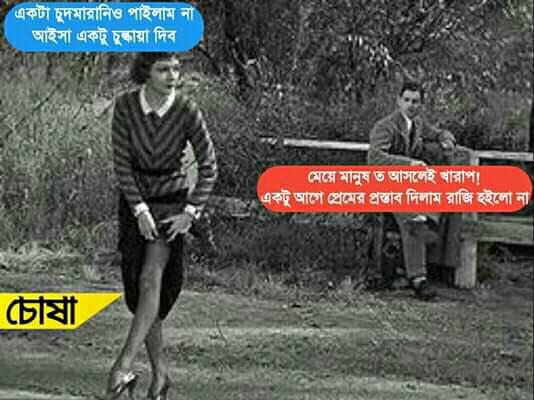 একটা চুদমারানিও পাইলাম না
আইসা একটু চুল্কায়া দিব
মেয়ে মানুষ ত আসলেই খারাপ!
একটু আগে প্রেমের প্রস্তাব দিলাম রাজি হইলো না
চোষা